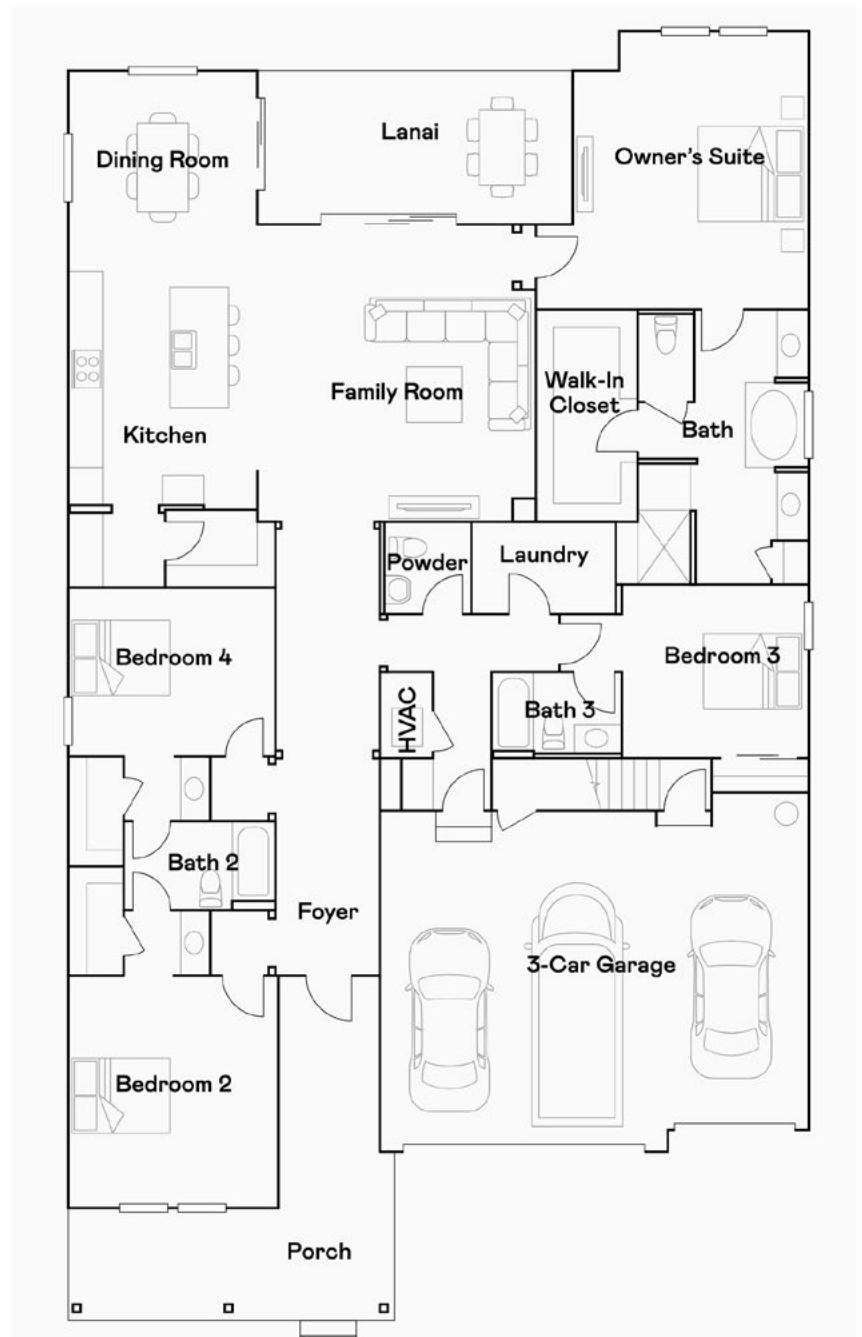 Lanai
Dining Room
Owner's Suite
Family Room
Walk-In
Closet
Kitchen
Bath
Powder
Laundry
Bedroom 4
Bedroom 3
HVAC
Bath 3
Bath 2
Foyer
3-Car Garage
Bedroom 2
Porch